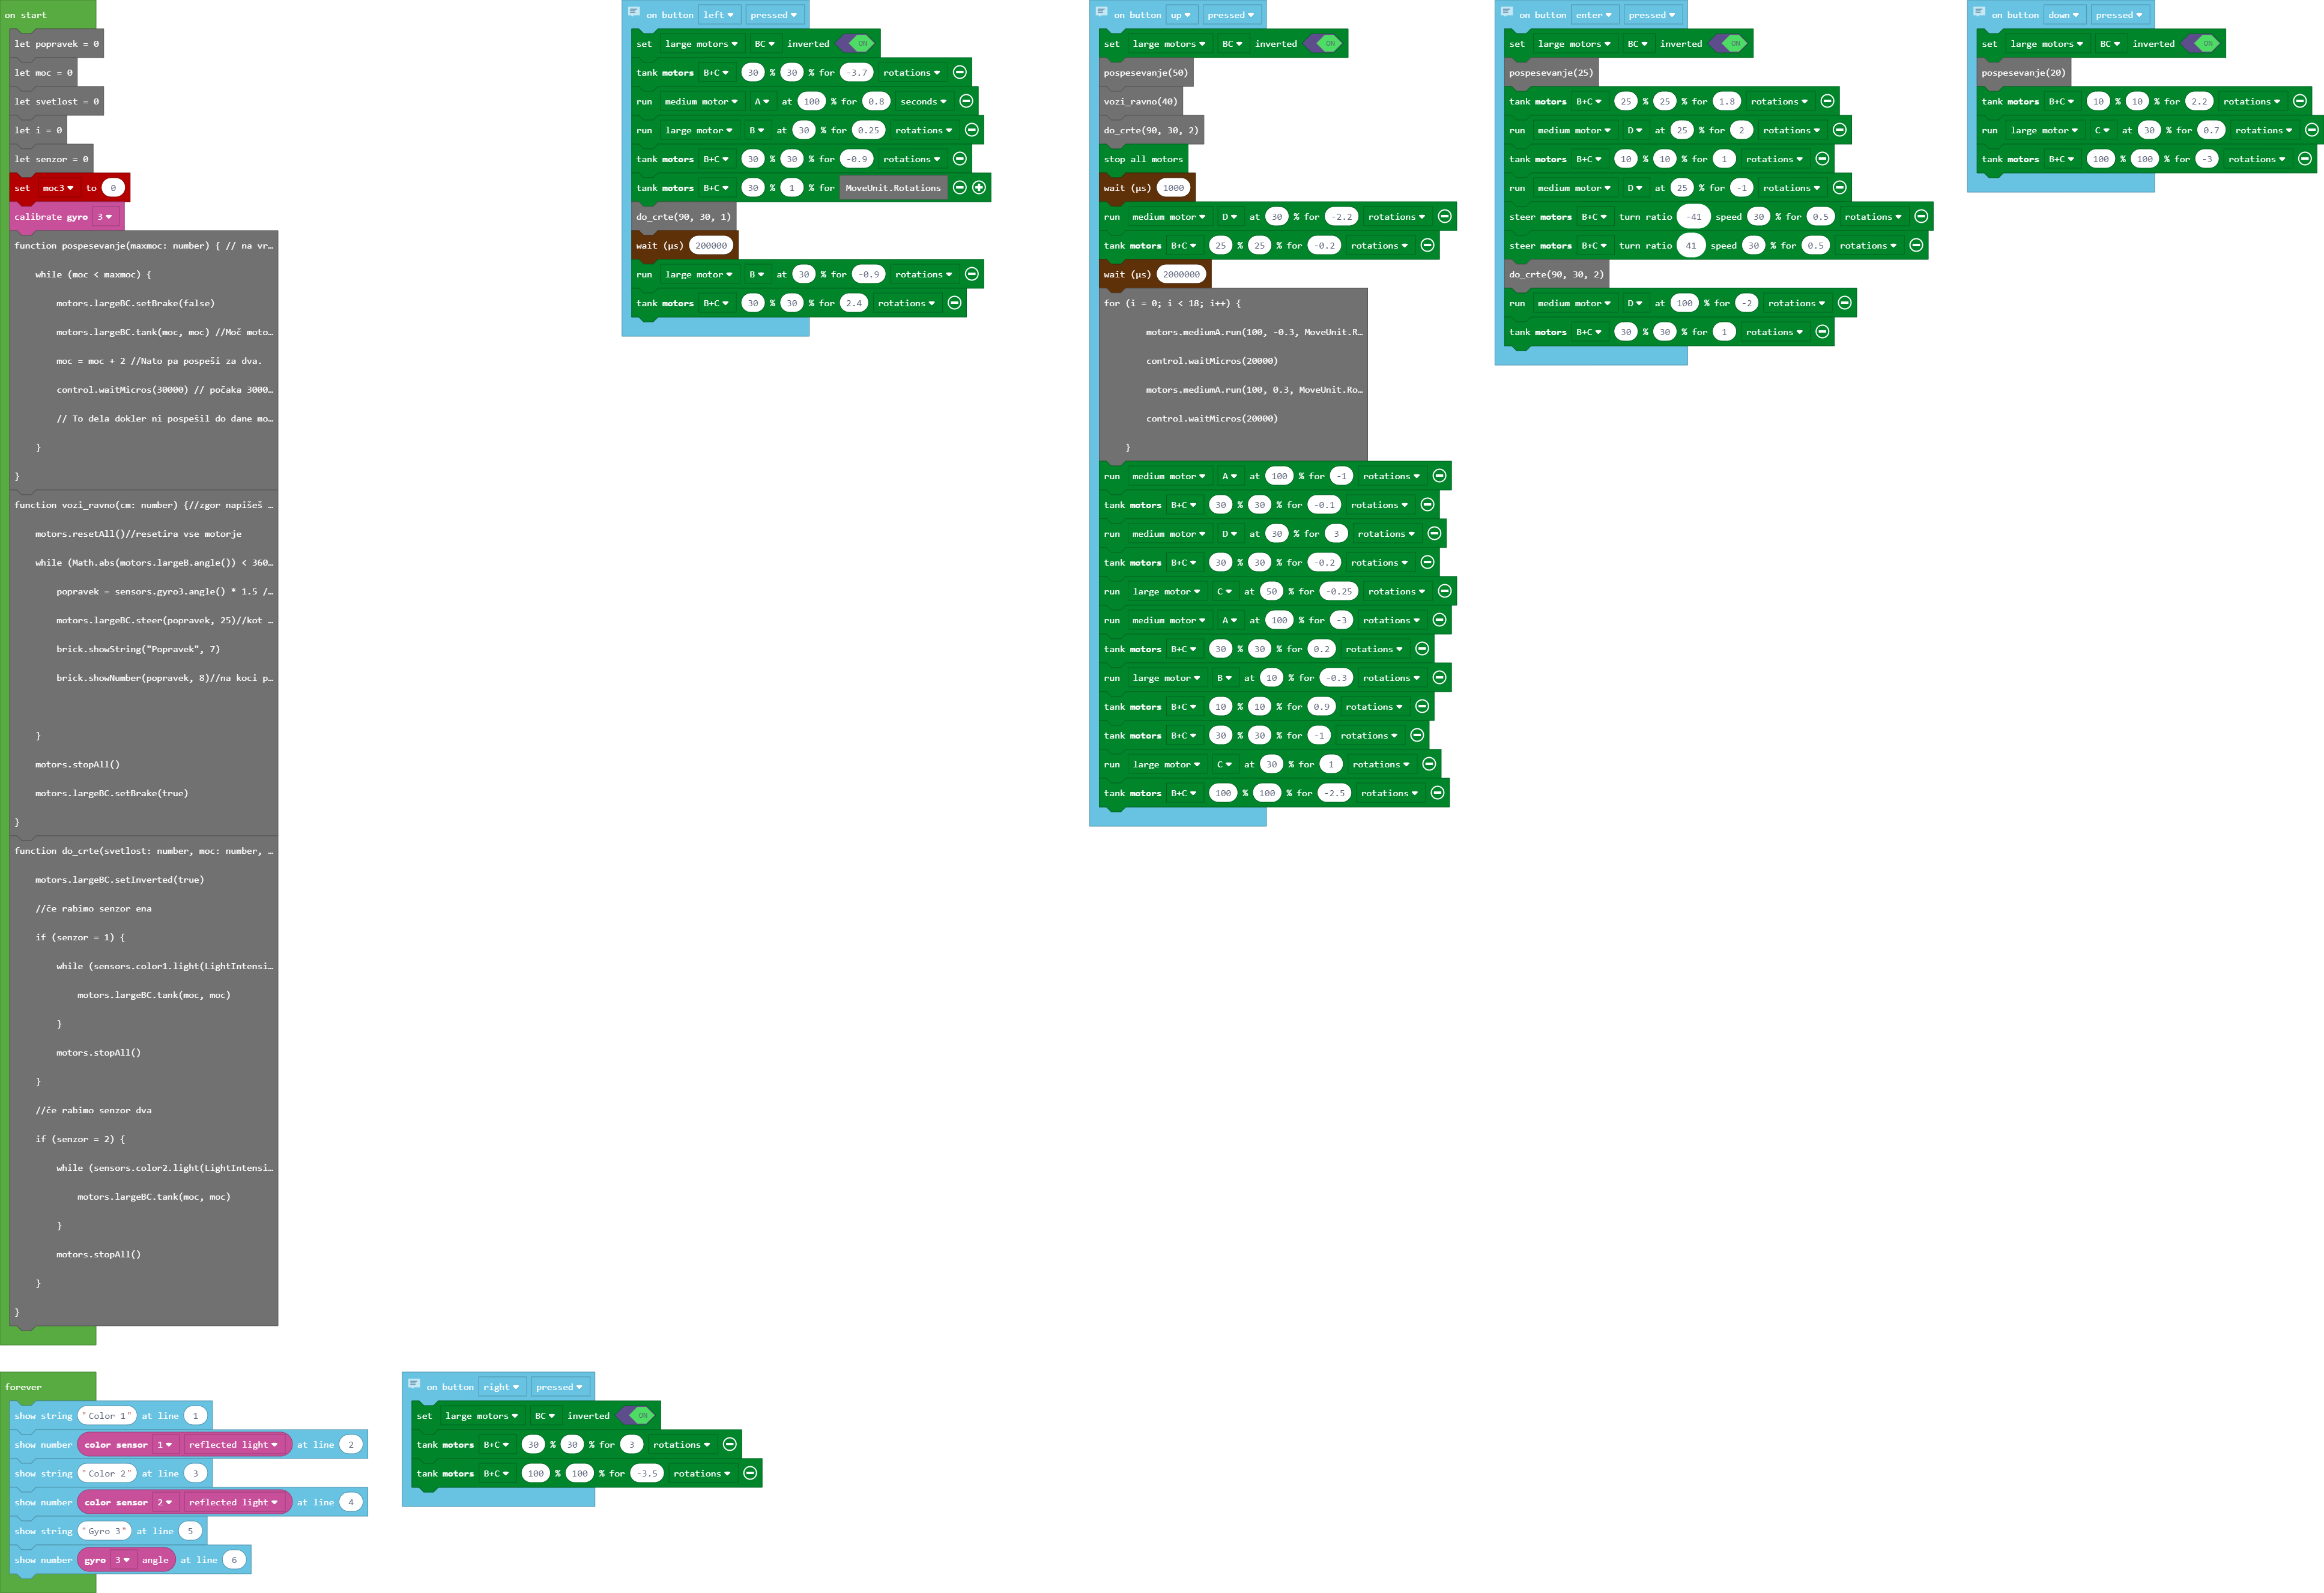 on start
let popravek = 0
let moc = 0
let svetlost = 0
let i = 0
let senzor = 0
set moc3 to 0
calibrate gyro 3
function pospesevanje(maxmoc: number) { // na vr…
while (moc < maxmoc) {
motors.largeBC.setBrake(false)
motors.largeBC.tank(moc, moc) //Moč moto…
moc = moc + 2 //Nato pa pospeši za dva.
control.waitMicros(30000) // počaka 3000…
// To dela dokler ni pospešil do dane mo…
}
}
function vozi_ravno(cm: number) {//zgor napišeš …
motors.resetAll()//resetira vse motorje
while (Math.abs(motors.largeB.angle()) < 360…
popravek = sensors.gyro3.angle() * 1.5 /…
motors.largeBC.steer(popravek, 25)//kot …
brick.showString("Popravek", 7)
brick.showNumber(popravek, 8)//na koci p…
}
motors.stopAll()
motors.largeBC.setBrake(true)
}
function do_crte(svetlost: number, moc: number, …
motors.largeBC.setInverted(true)
//če rabimo senzor ena
if (senzor = 1) {
while (sensors.color1.light(LightIntensi…
motors.largeBC.tank(moc, moc)
}
motors.stopAll()
}
//če rabimo senzor dva
if (senzor = 2) {
while (sensors.color2.light(LightIntensi…
motors.largeBC.tank(moc, moc)
}
motors.stopAll()
}
}
on button left pressed
set large motors BC inverted ON
tank motors B+C 30 % 30 % for -3.7 rotations
run medium motor A at 100 % for 0.8 seconds
run large motor B at 30 % for 0.25 rotations
tank motors B+C 30 % 30 % for -0.9 rotations
tank motors B+C 30 % 1 % for MoveUnit.Rotations
do_crte(90, 30, 1)
wait (µs) 200000
run large motor B at 30 % for -0.9 rotations
tank motors B+C 30 % 30 % for 2.4 rotations
on button up pressed
set large motors BC inverted ON
pospesevanje(50)
vozi_ravno(40)
do_crte(90, 30, 2)
stop all motors
wait (µs) 1000
run medium motor D at 30 % for -2.2 rotations
tank motors B+C 25 % 25 % for -0.2 rotations
wait (µs) 2000000
for (i = 0; i < 18; i++) {
motors.mediumA.run(100, -0.3, MoveUnit.R…
control.waitMicros(20000)
motors.mediumA.run(100, 0.3, MoveUnit.Ro…
control.waitMicros(20000)
}
run medium motor A at 100 % for -1 rotations
tank motors B+C 30 % 30 % for -0.1 rotations
run medium motor D at 30 % for 3 rotations
tank motors B+C 30 % 30 % for -0.2 rotations
run large motor C at 50 % for -0.25 rotations
run medium motor A at 100 % for -3 rotations
tank motors B+C 30 % 30 % for 0.2 rotations
run large motor B at 10 % for -0.3 rotations
tank motors B+C 10 % 10 % for 0.9 rotations
tank motors B+C 30 % 30 % for -1 rotations
run large motor C at 30 % for 1 rotations
tank motors B+C 100 % 100 % for -2.5 rotations
on button enter pressed
set large motors BC inverted ON
pospesevanje(25)
tank motors B+C 25 % 25 % for 1.8 rotations
run medium motor D at 25 % for 2 rotations
tank motors B+C 10 % 10 % for 1 rotations
run medium motor D at 25 % for -1 rotations
steer motors B+C turn ratio -41 speed 30 % for 0.5 rotations
steer motors B+C turn ratio 41 speed 30 % for 0.5 rotations
do_crte(90, 30, 2)
run medium motor D at 100 % for -2 rotations
tank motors B+C 30 % 30 % for 1 rotations
on button down pressed
set large motors BC inverted ON
pospesevanje(20)
tank motors B+C 10 % 10 % for 2.2 rotations
run large motor C at 30 % for 0.7 rotations
tank motors B+C 100 % 100 % for -3 rotations
forever
show string "Color 1" at line 1
show number color sensor 1 reflected light at line 2
show string "Color 2" at line 3
show number color sensor 2 reflected light at line 4
show string "Gyro 3" at line 5
show number gyro 3 angle at line 6
on button right pressed
set large motors BC inverted ON
tank motors B+C 30 % 30 % for 3 rotations
tank motors B+C 100 % 100 % for -3.5 rotations